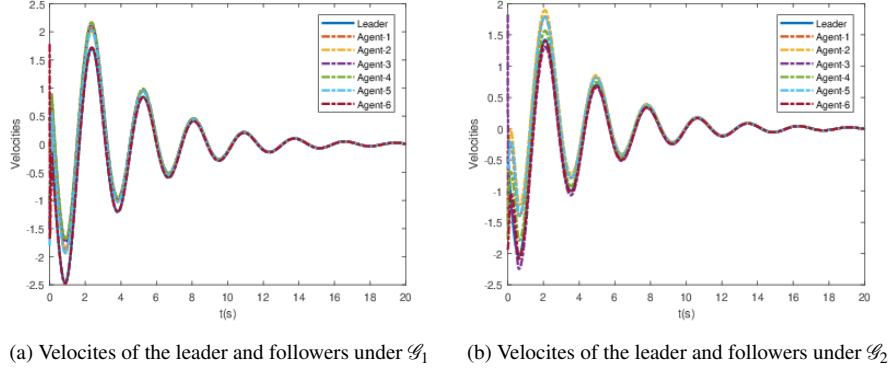 2.5
2
1.5
1
0.5
0
-0.5
-1
-1.5
-2
-2.5
Velocities
0 2 4 6 8 10 12 14 16 18 20
t(s)
Leader
Agent-1
Agent-2
Agent-3
Agent-4
Agent-5
Agent-6
(a) Velocites of the leader and followers under 𝒢1
2
1.5
1
0.5
0
-0.5
-1
-1.5
-2
-2.5
Velocities
0 2 4 6 8 10 12 14 16 18 20
t(s)
Leader
Agent-1
Agent-2
Agent-3
Agent-4
Agent-5
Agent-6
(b) Velocites of the leader and followers under 𝒢2